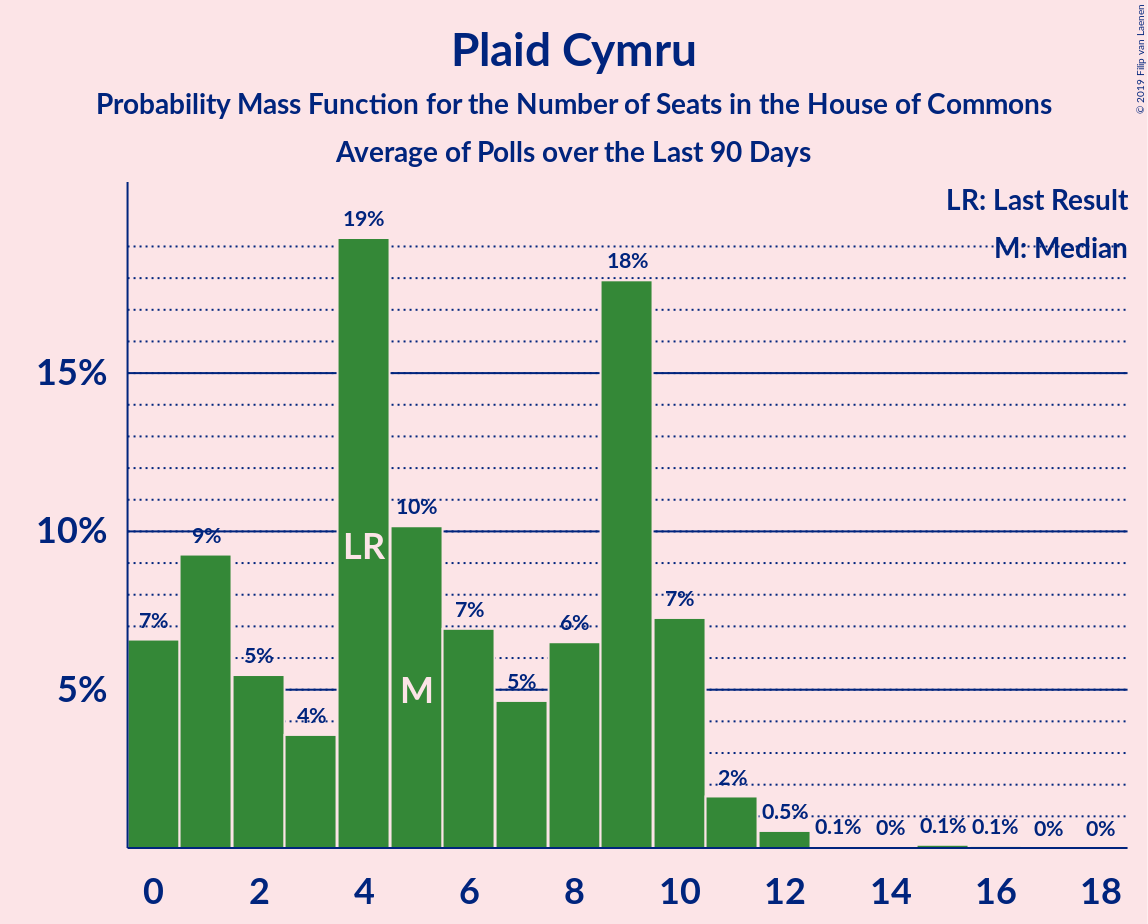 Plaid Cymru
Probability Mass Function for the Number of Seats in the House of Commons
Average of Polls over the Last 90 Days
© 2019 Filip van Laenen
LR: Last Result
M: Median
15%
10%
5%
7%
9%
5%
4%
19%
10%
7%
5%
6%
18%
7%
2%
0.5%
0.1%
0%
0.1%
0.1%
0%
0%
LR
M
0 2 4 6 8 10 12 14 16 18